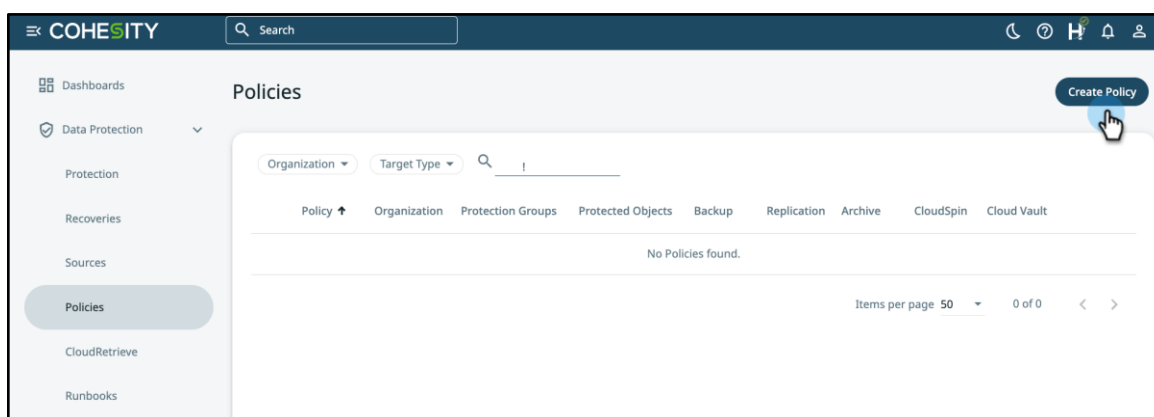 COHESITY
Search
Dashboards
Policies
Create Policy
Data Protection
Organization
Target Type
!
Protection
Policy Organization Protection Groups Protected Objects Backup Replication Archive CloudSpin Cloud Vault
Recoveries
No Policies found.
Sources
Policies
Items per page 50 0 of 0
CloudRetrieve
Runbooks